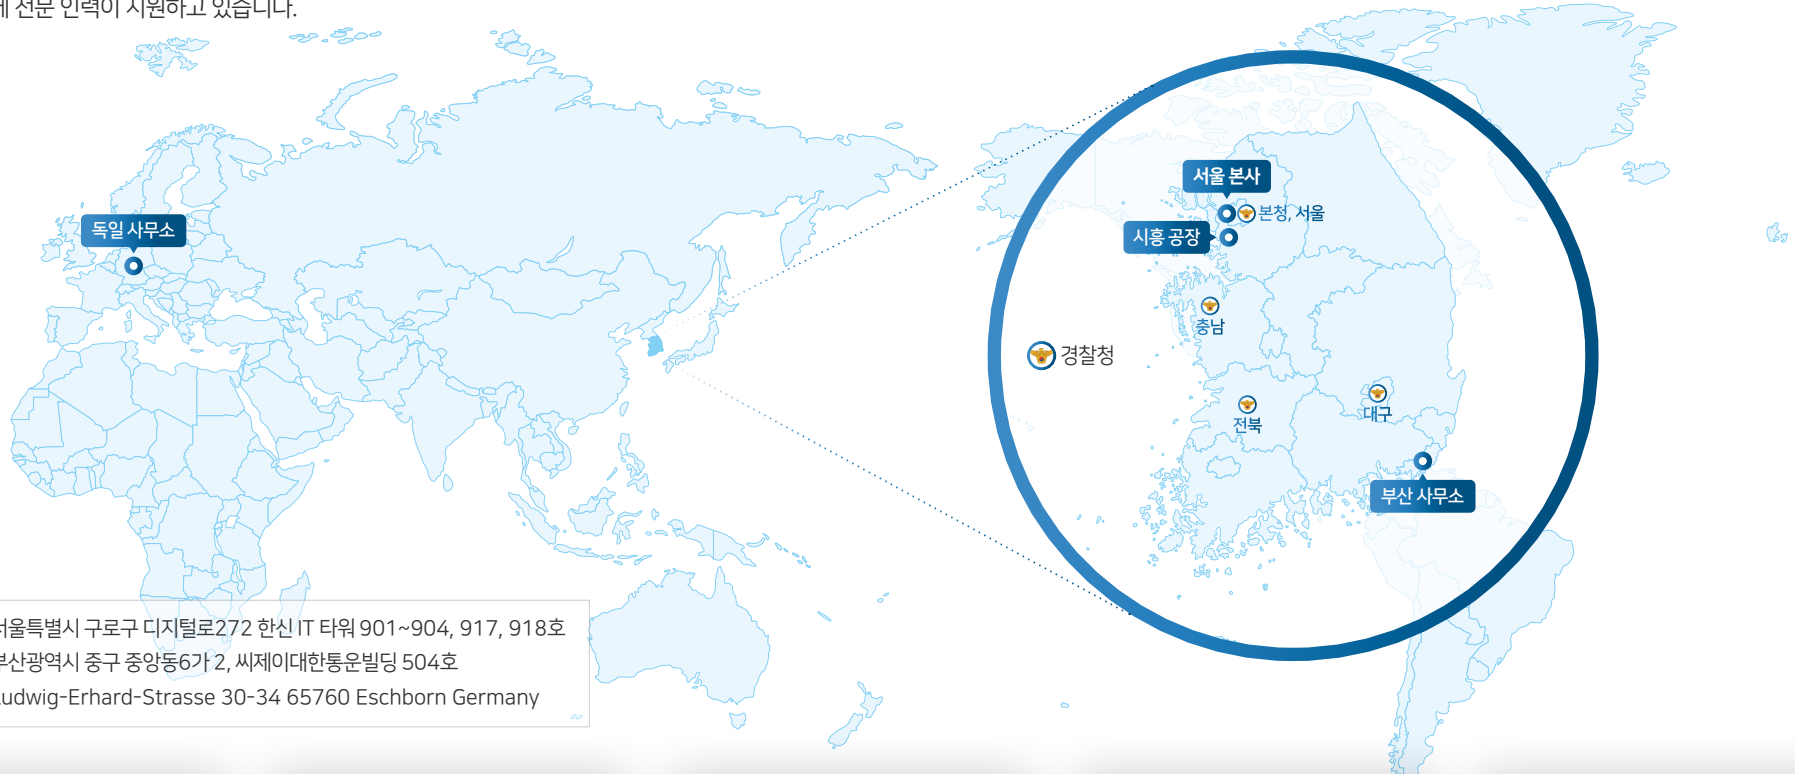 전문 인력이 지원하고 있습니다.
독일 사무소
서울 본사
본청, 서울
시흥 공장
충남
경찰청
전북
대구
부산 사무소
서울특별시 구로구 디지털로272 한신 IT 타워 901~904, 917, 918호
부산광역시 중구 중앙동6가 2, 씨제이대한통운빌딩 504호
Ludwig-Erhard-Strasse 30-34 65760 Eschborn Germany